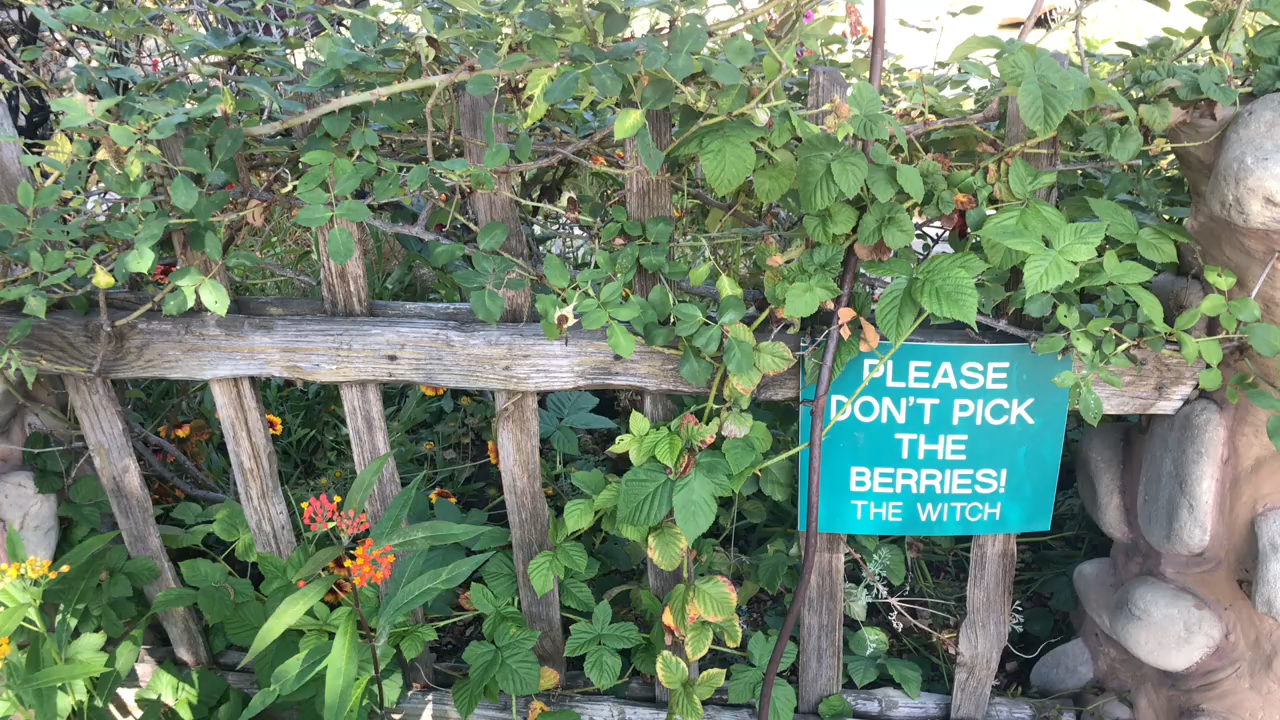 PLEASE
DON'T PICK
THE
BERRIES!
THE WITCH